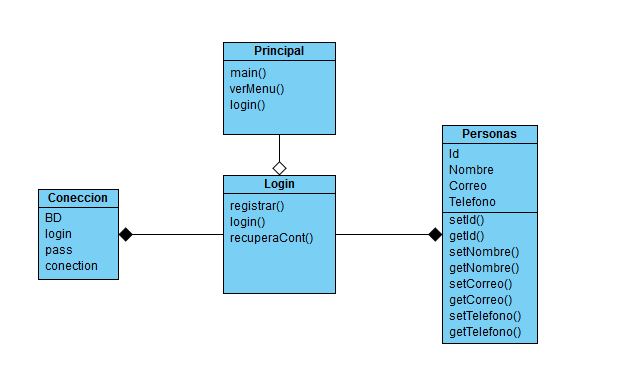 Principal
main()
verMenu()
login()
Personas
Id
Nombre
Correo
Telefono
setId()
getId()
setNombre()
getNombre()
setCorreo()
getCorreo()
setTelefono()
getTelefono()
Login
registrar()
login()
recuperaCont()
Coneccion
BD
login
pass
conection